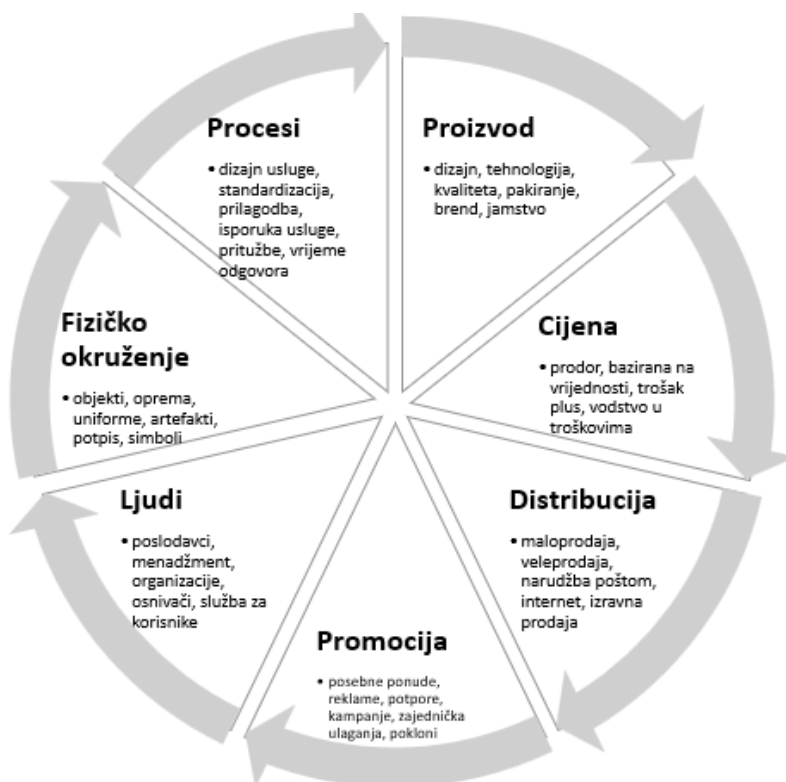 Procesi
• dizajn usluge,
standardizacija,
prilagodba,
isporuka usluge,
pritužbe, vrijeme
odgovora
Proizvod
• dizajn, tehnologija,
kvaliteta, pakiranje,
brend, jamstvo
Cijena
• prodor, bazirana na
vrijednosti, trošak
plus, vodstvo u
troškovima
Distribucija
• maloprodaja,
veleprodaja,
narudžba poštom,
internet, izravna
prodaja
Promocija
• posebne ponude,
reklame, potpore,
kampanje, zajednička
ulaganja, pokloni
Ljudi
• poslodavci,
menadžment,
organizacije,
osnivači, služba za
korisnike
Fizičko
okruženje
• objekti, oprema,
uniforme, artefakti,
potpis, simboli